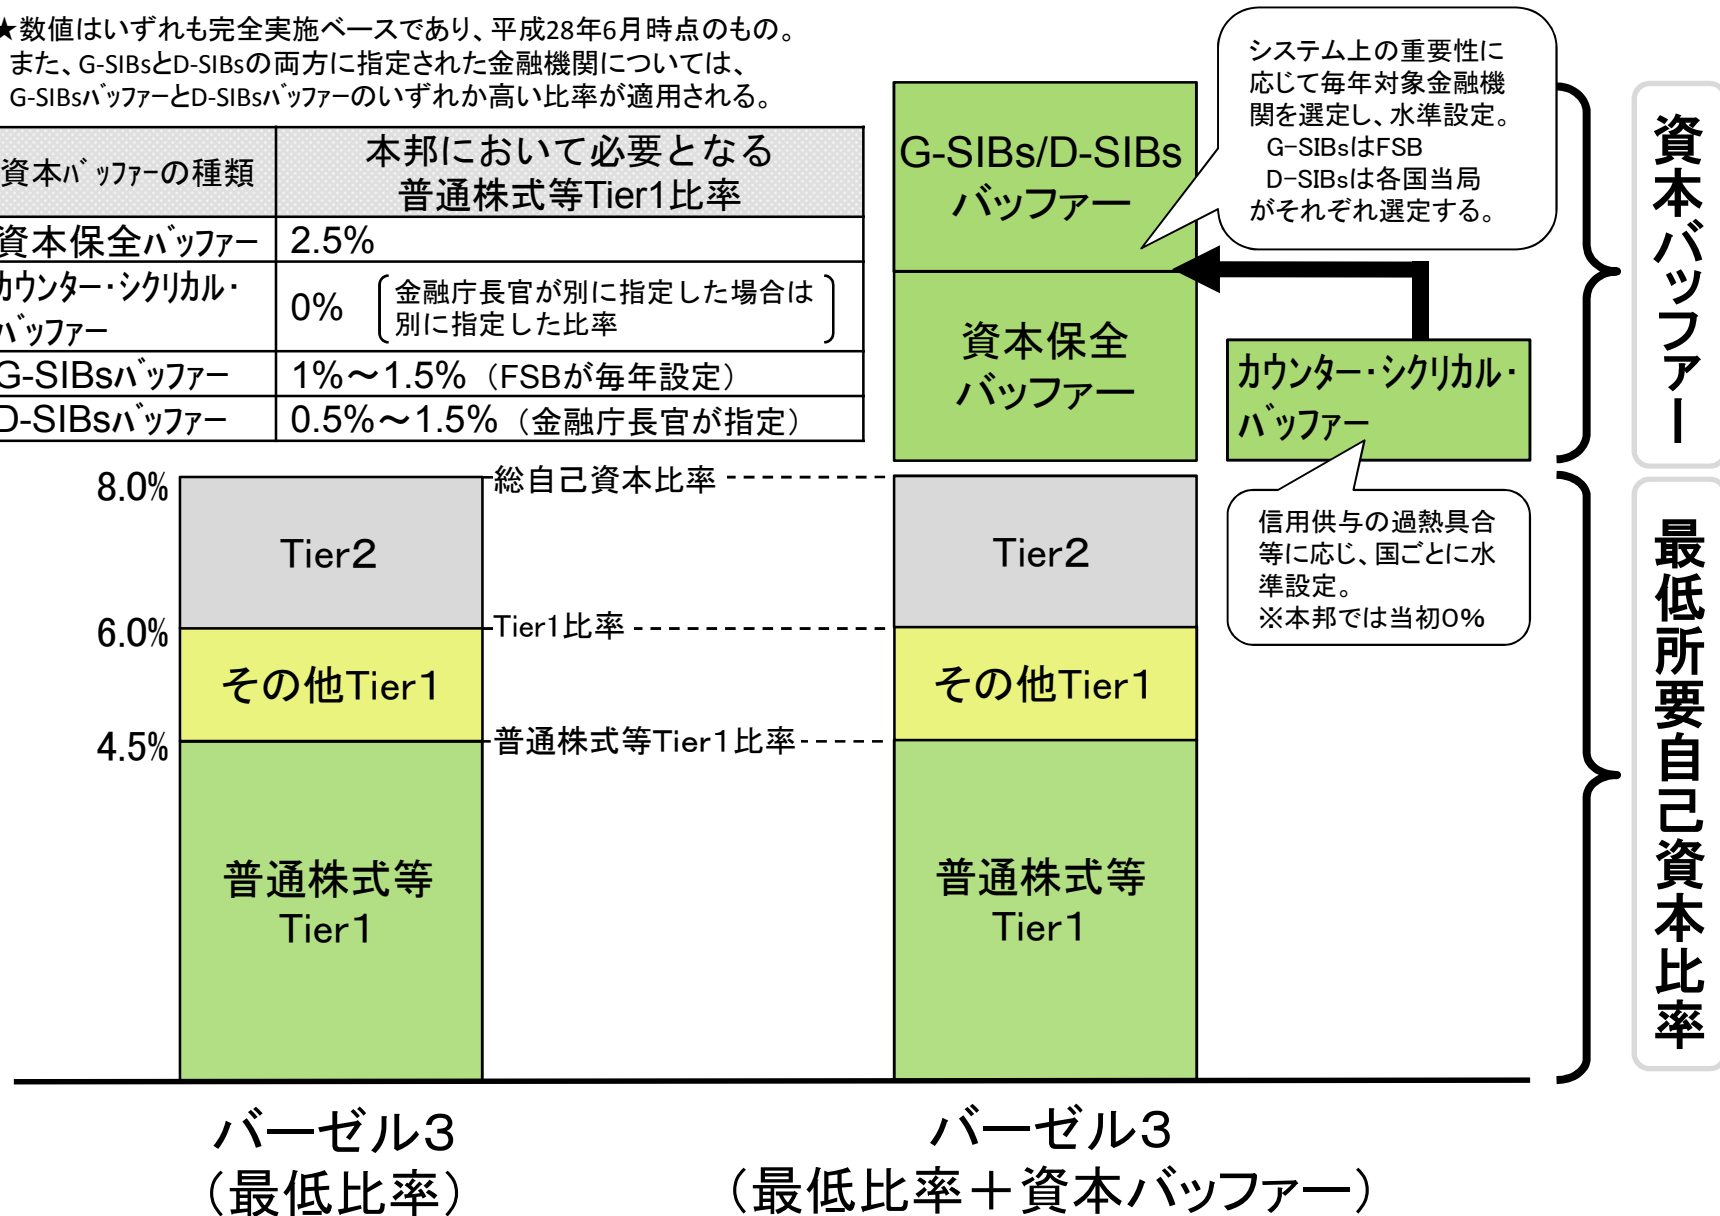 ★数値はいずれも完全実施ベースであり、平成28年6月時点のもの。
また、G-SIBsとD-SIBsの両方に指定された金融機関については、
G-SIBsバッファーとD-SIBsバッファーのいずれか高い比率が適用される。
資本バッファーの種類
本邦において必要となる
普通株式等Tier1比率
資本保全バッファー
2.5%
カウンター・シクリカル・
バッファー
0%
金融庁長官が別に指定した場合は
別に指定した比率
G-SIBsバッファー
1%～1.5%（FSBが毎年設定）
D-SIBsバッファー
0.5%～1.5%（金融庁長官が指定）
G-SIBs/D-SIBs
バッファー
システム上の重要性に
応じて毎年対象金融機
関を選定し、水準設定。
G-SIBsはFSB
D-SIBsは各国当局
がそれぞれ選定する。
資本保全
バッファー
カウンター・シクリカル・
バッファー
資本バッファー
信用供与の過熱具合
等に応じ、国ごとに水
準設定。
※本邦では当初0%
最低所要自己資本比率
8.0%
総自己資本比率
Tier2
Tier2
6.0%
Tier1比率
その他Tier1
その他Tier1
4.5%
普通株式等Tier1比率
普通株式等
Tier1
普通株式等
Tier1
バーゼル3
（最低比率）
バーゼル3
（最低比率＋資本バッファー）